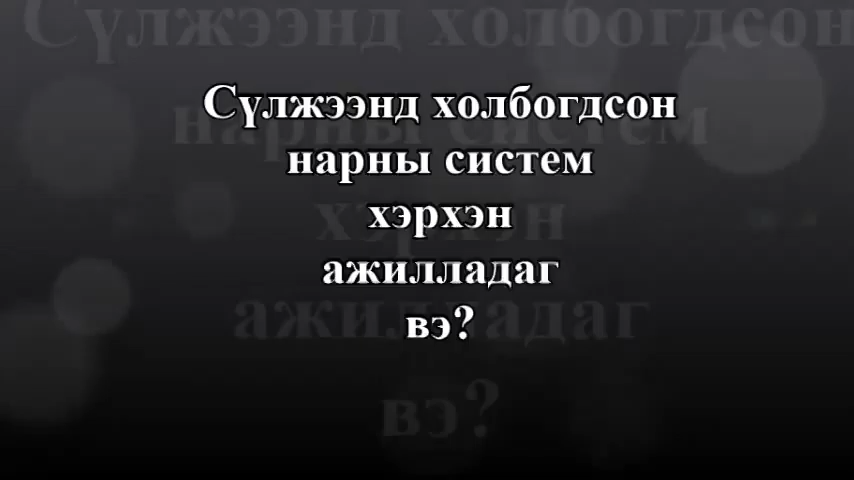 Сүлжээнд холбогдсон
нарны систем
хэрхэн
ажилладаг
вэ?